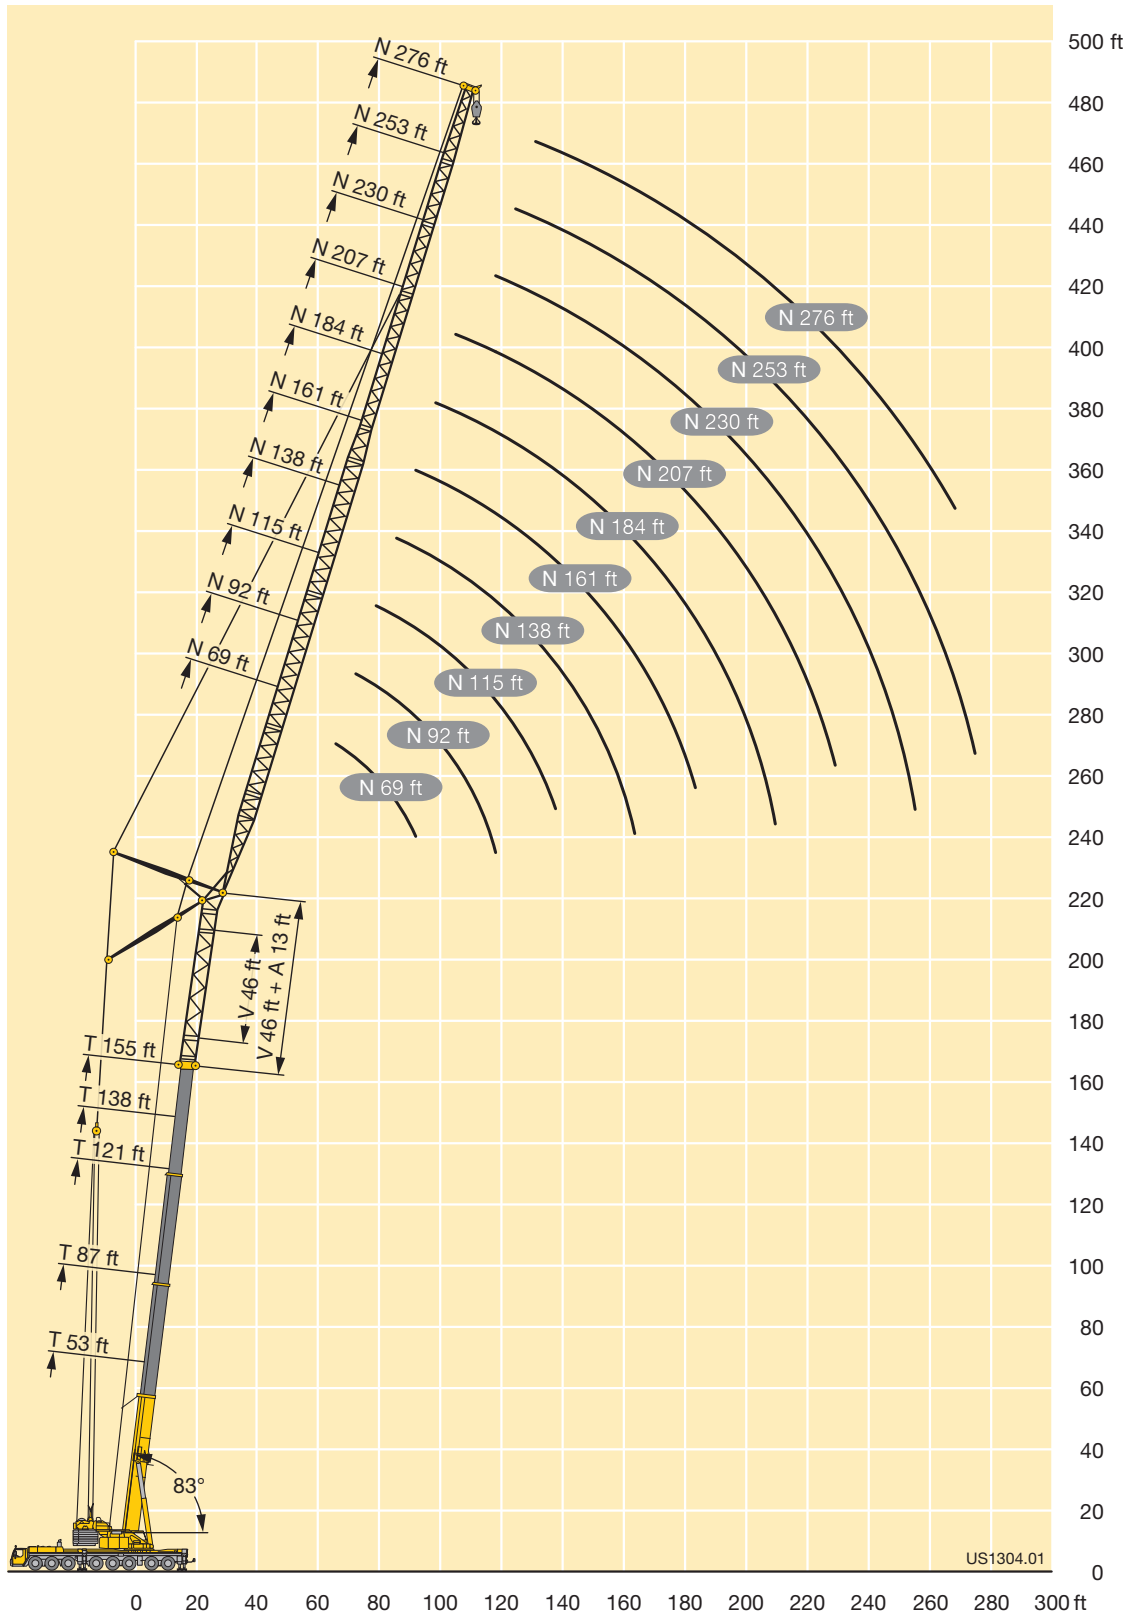 500 ft
N 276 ft
480
N 253 ft
460
N 230 ft
440
N 207 ft
420
N 276 ft
N 184 ft
400
N 253 ft
N 161 ft
380
N 230 ft
N 138 ft
360
N 207 ft
N 115 ft
340
N 184 ft
N 92 ft
320
N 161 ft
N 69 ft
300
N 138 ft
280
N 115 ft
260
N 92 ft
240
N 69 ft
220
200
V 46 ft
V 46 ft + A 13 ft
180
T 155 ft
160
T 138 ft
140
T 121 ft
120
T 87 ft
100
80
T 53 ft
60
40
83°
20
US1304.01
0
0 20 40 60 80 100 120 140 160 180 200 220 240 260 280 300 ft